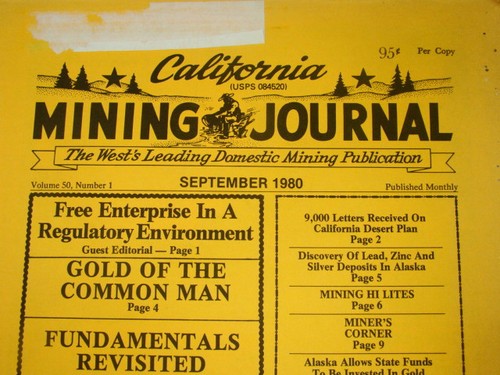 95¢ Per Copy
California
(USPS 084520)
MINING JOURNAL
The West's Leading Domestic Mining Publication
Volume 50, Number 1
SEPTEMBER 1980
Published Monthly
Free Enterprise In A
Regulatory Environment
Guest Editorial — Page 1
GOLD OF THE
COMMON MAN
Page 4
FUNDAMENTALS
REVISITED
9,000 Letters Received On
California Desert Plan
Page 2
Discovery Of Lead, Zinc And
Silver Deposits In Alaska
Page 5
MINING HI LITES
Page 6
MINER'S
CORNER
Page 9
Alaska Allows State Funds
To Be Invested In Gold